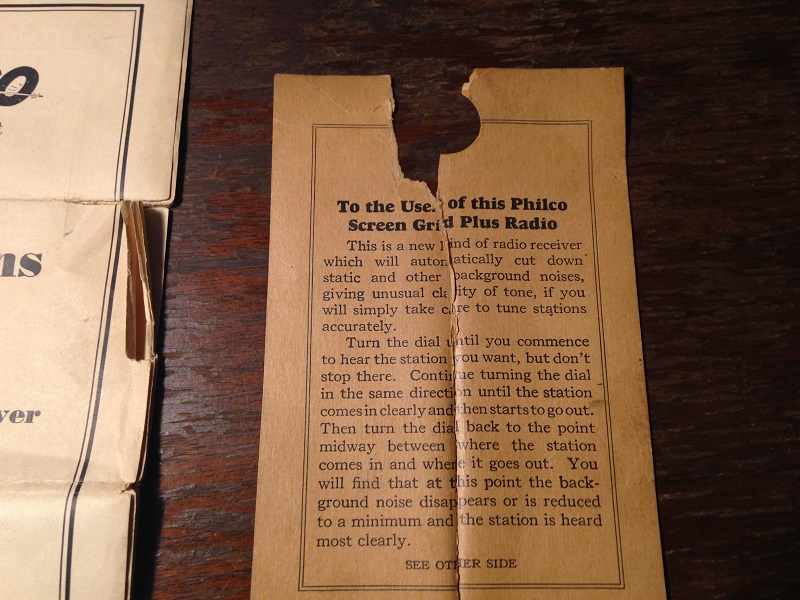 ns
ver
To the User of this Philco
Screen Grid Plus Radio
This is a new kind of radio receiver
which will automatically cut down
static and other background noises,
giving unusual clarity of tone, if you
will simply take care to tune stations
accurately.
Turn the dial until you commence
to hear the station you want, but don't
stop there. Continue turning the dial
in the same direction until the station
comes in clearly and then starts to go out.
Then turn the dial back to the point
midway between where the station
comes in and where it goes out. You
will find that at this point the back-
ground noise disappears or is reduced
to a minimum and the station is heard
most clearly.
SEE OTHER SIDE